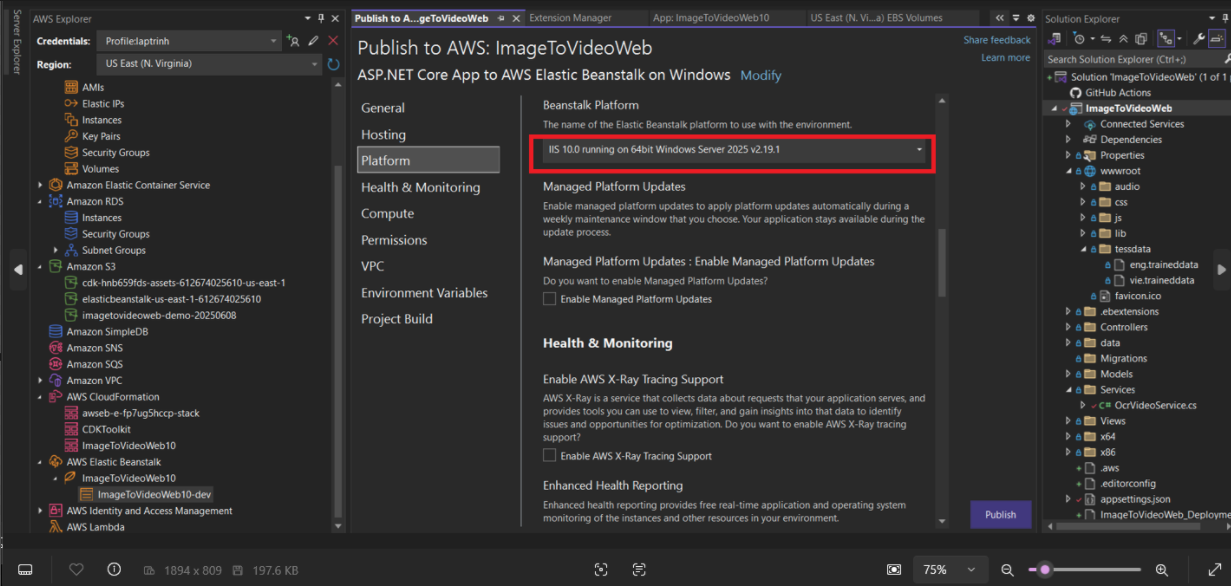 Server Explorer
AWS Explorer
Credentials: Profile:laptrinh
Region: US East (N. Virginia)
AMIs
Elastic IPs
Instances
Key Pairs
Security Groups
Volumes
Amazon Elastic Container Service
Amazon RDS
Instances
Security Groups
Subnet Groups
Amazon S3
cdk-hnb659fds-assets-612674025610-us-east-1
elasticbeanstalk-us-east-1-612674025610
imagetovideoweb-demo-20250608
Amazon SimpleDB
Amazon SNS
Amazon SQS
Amazon VPC
AWS CloudFormation
awseb-e-fp7ug5hccp-stack
CDKToolkit
ImageToVideoWeb10
AWS Elastic Beanstalk
ImageToVideoWeb10
ImageToVideoWeb10-dev
AWS Identity and Access Management
AWS Lambda
Publish to A...geToVideoWeb
Extension Manager
App: ImageToVideoWeb10
US East (N. Vi...a) EBS Volumes
Publish to AWS: ImageToVideoWeb
Share feedback
Learn more
ASP.NET Core App to AWS Elastic Beanstalk on Windows Modify
General
Hosting
Platform
Health & Monitoring
Compute
Permissions
VPC
Environment Variables
Project Build
Beanstalk Platform
The name of the Elastic Beanstalk platform to use with the environment.
IIS 10.0 running on 64bit Windows Server 2025 v2.19.1
Managed Platform Updates
Enable managed platform updates to apply platform updates automatically during a
weekly maintenance window that you choose. Your application stays available during the
update process.
Managed Platform Updates : Enable Managed Platform Updates
Do you want to enable Managed Platform Updates?
Enable Managed Platform Updates
Health & Monitoring
Enable AWS X-Ray Tracing Support
AWS X-Ray is a service that collects data about requests that your application serves, and
provides tools you can use to view, filter, and gain insights into that data to identify
issues and opportunities for optimization. Do you want to enable AWS X-Ray tracing
support?
Enable AWS X-Ray Tracing Support
Enhanced Health Reporting
Enhanced health reporting provides free real-time application and operating system
monitoring of the instances and other resources in your environment.
Publish
Solution Explorer
Search Solution Explorer (Ctrl+;)
Solution 'ImageToVideoWeb' (1 of 1
GitHub Actions
ImageToVideoWeb
Connected Services
Dependencies
Properties
wwwroot
audio
css
js
lib
tessdata
eng.traineddata
vie.traineddata
favicon.ico
.ebextensions
Controllers
data
Migrations
Models
Services
C# OcrVideoService.cs
Views
x64
x86
.aws
.editorconfig
appsettings.json
ImageToVideoWeb_Deployme
1894 x 809
197.6 KB
75%